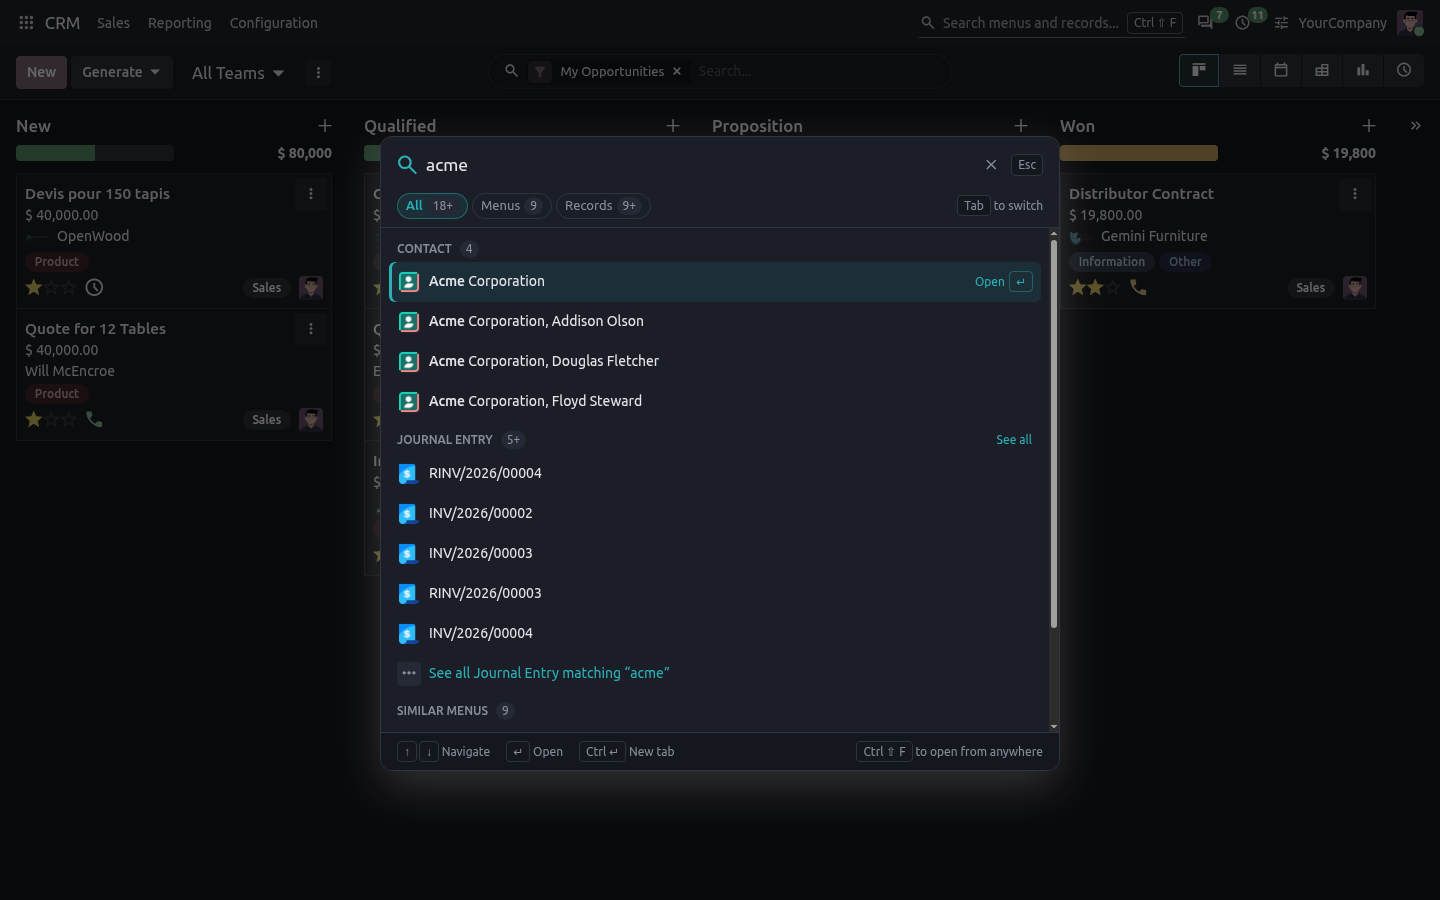 CRM Sales Reporting Configuration
Search menus and records... Ctrl ⇧ F 7 11 YourCompany
New Generate All Teams
My Opportunities × Search...
New
$ 80,000
Devis pour 150 tapis
$ 40,000.00
OpenWood
Product
Sales
Quote for 12 Tables
$ 40,000.00
Will McEncroe
Product
Sales
Qualified
Proposition
Won
$ 19,800
Distributor Contract
$ 19,800.00
Gemini Furniture
Information Other
Sales
acme
Esc
All 18+ Menus 9 Records 9+
Tab to switch
CONTACT 4
Acme Corporation
Open ↵
Acme Corporation, Addison Olson
Acme Corporation, Douglas Fletcher
Acme Corporation, Floyd Steward
JOURNAL ENTRY 5+
See all
RINV/2026/00004
INV/2026/00002
INV/2026/00003
RINV/2026/00003
INV/2026/00004
See all Journal Entry matching “acme”
SIMILAR MENUS 9
↑ ↓ Navigate ↵ Open Ctrl ↵ New tab
Ctrl ⇧ F to open from anywhere